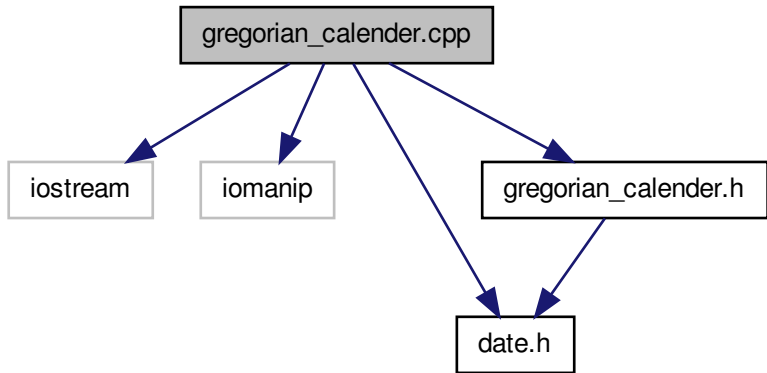 gregorian_calender.cpp
iostream
iomanip
gregorian_calender.h
date.h